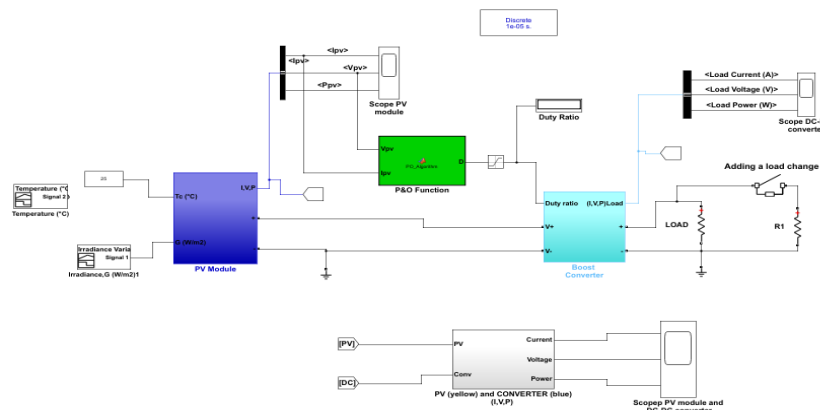 Discrete
1e-05 s.
<Ipv>
<Ipv>
<Vpv>
<Ppv>
Scope PV
module
<Load Current (A)>
<Load Voltage (V)>
<Load Power (W)>
Scope DC-
converte
Duty Ratio
Vpv
Ipv
D
P&O Function
Adding a load change
Temperature (°C
Signal 2
Temperature (°C)
25
Tc (°C)
I,V,P
+
G (W/m2)
-
PV Module
Irradiance Varia
Signal 1
Irradiance,G (W/m2)1
Duty ratio
(I,V,P)Load
V+
+
V-
-
Boost
Converter
LOAD
R1
[PV]
PV
Current
Voltage
[DC]
Conv
Power
PV (yellow) and CONVERTER (blue)
(I,V,P)
Scopep PV module and
DC-DC converter